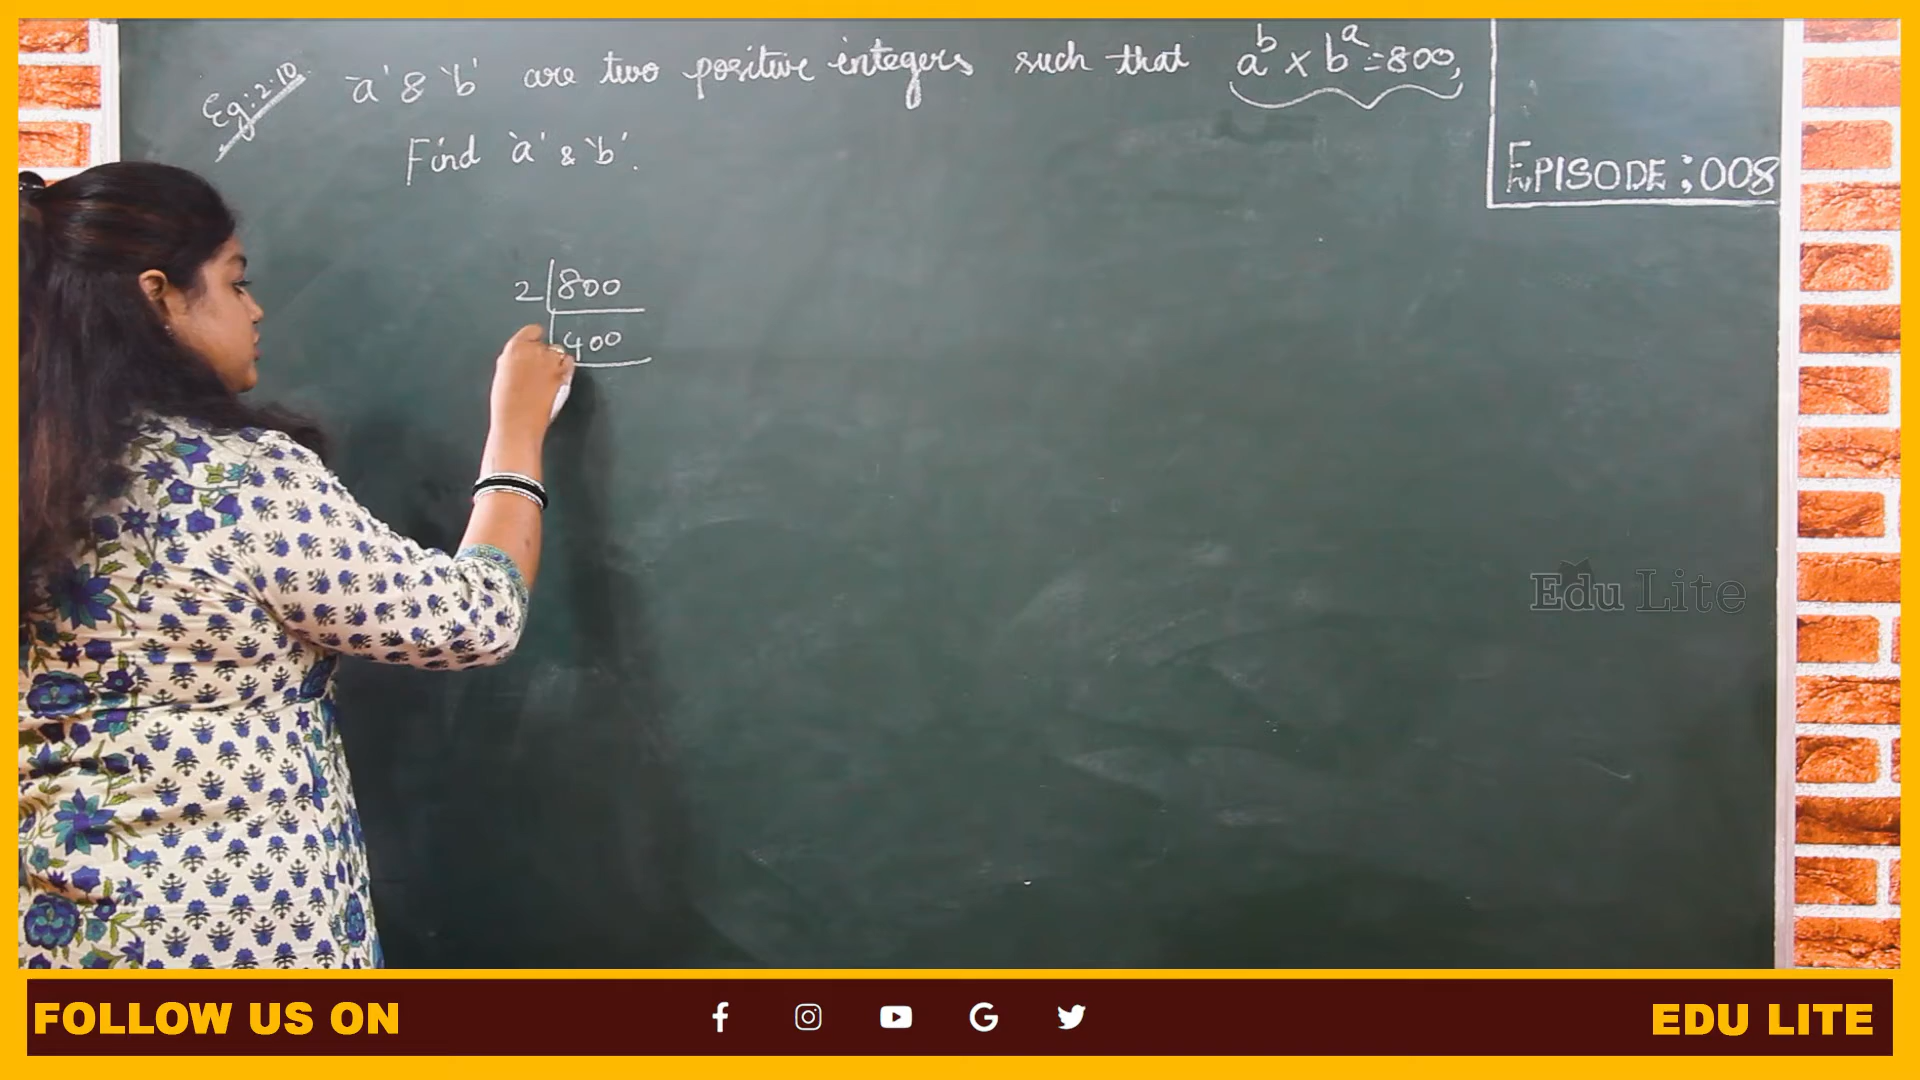 Eg:2.10 'a' & 'b' are two positive integers such that a^b × b^a = 800,
Find 'a' & 'b'.
EPISODE : 008
2 | 800
400
Edu Lite
FOLLOW US ON
EDU LITE